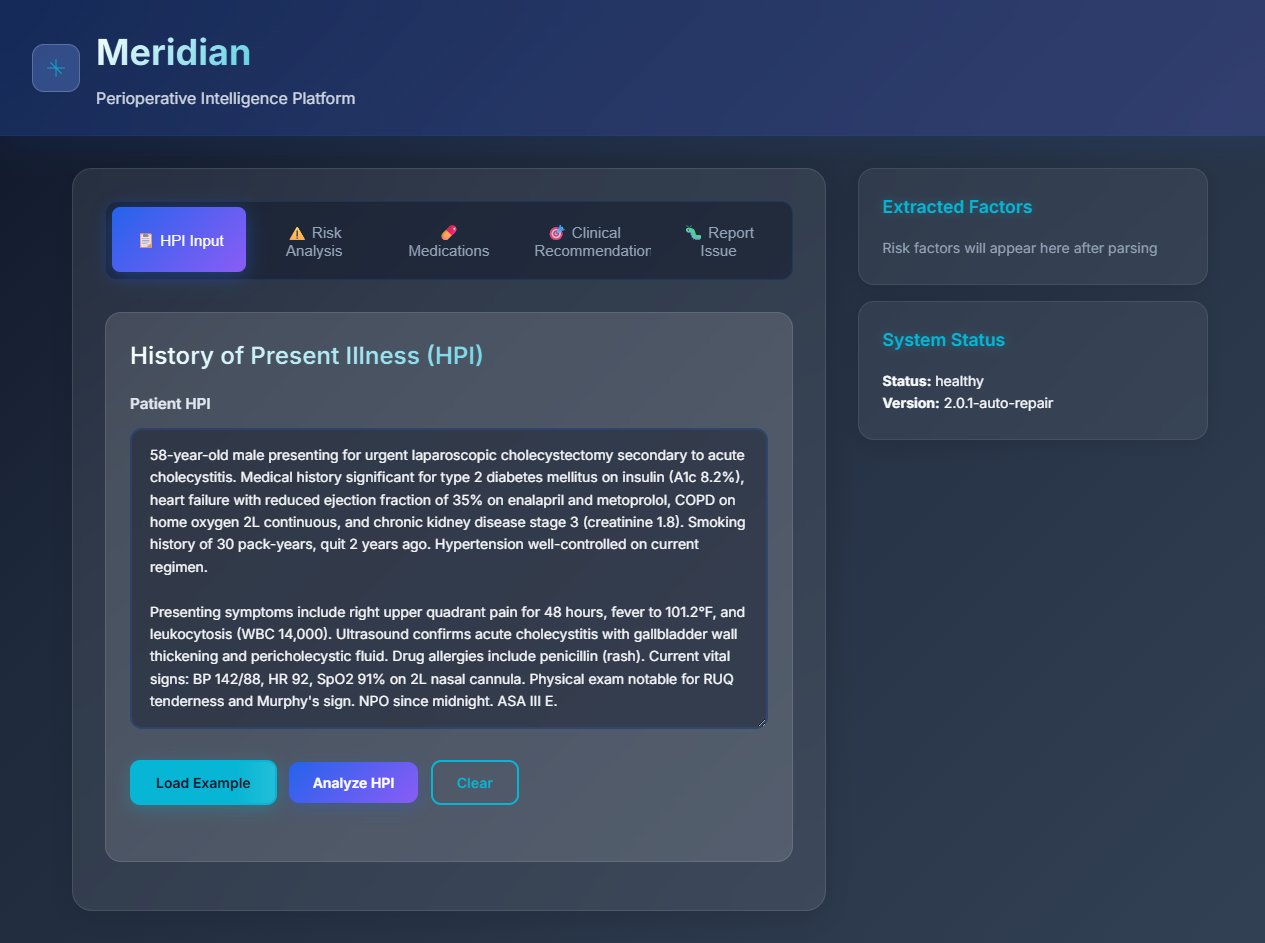 Meridian
Perioperative Intelligence Platform
HPI Input
Risk
Analysis
Medications
Clinical
Recommendation
Report
Issue
History of Present Illness (HPI)
Patient HPI
58-year-old male presenting for urgent laparoscopic cholecystectomy secondary to acute
cholecystitis. Medical history significant for type 2 diabetes mellitus on insulin (A1c 8.2%),
heart failure with reduced ejection fraction of 35% on enalapril and metoprolol, COPD on
home oxygen 2L continuous, and chronic kidney disease stage 3 (creatinine 1.8). Smoking
history of 30 pack-years, quit 2 years ago. Hypertension well-controlled on current
regimen.
Presenting symptoms include right upper quadrant pain for 48 hours, fever to 101.2°F, and
leukocytosis (WBC 14,000). Ultrasound confirms acute cholecystitis with gallbladder wall
thickening and pericholecystic fluid. Drug allergies include penicillin (rash). Current vital
signs: BP 142/88, HR 92, SpO2 91% on 2L nasal cannula. Physical exam notable for RUQ
tenderness and Murphy's sign. NPO since midnight. ASA III E.
Load Example
Analyze HPI
Clear
Extracted Factors
Risk factors will appear here after parsing
System Status
Status: healthy
Version: 2.0.1-auto-repair